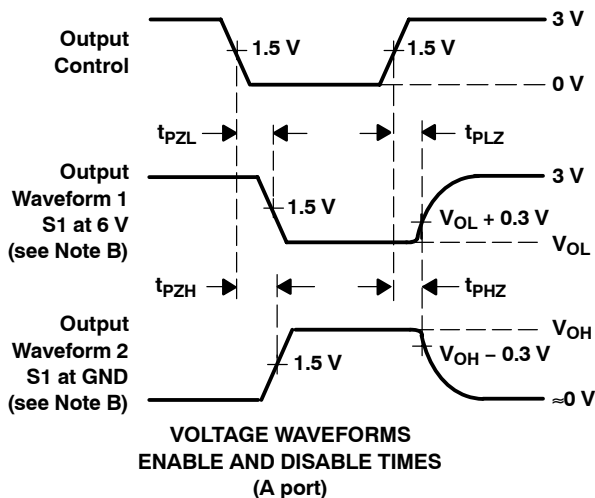 3 V
Output
Control
1.5 V
1.5 V
0 V
tPZL
tPLZ
Output
Waveform 1
S1 at 6 V
(see Note B)
3 V
1.5 V
VOL + 0.3 V
VOL
tPZH
tPHZ
Output
Waveform 2
S1 at GND
(see Note B)
VOH
1.5 V
VOH − 0.3 V
≈0 V
VOLTAGE WAVEFORMS
ENABLE AND DISABLE TIMES
(A port)